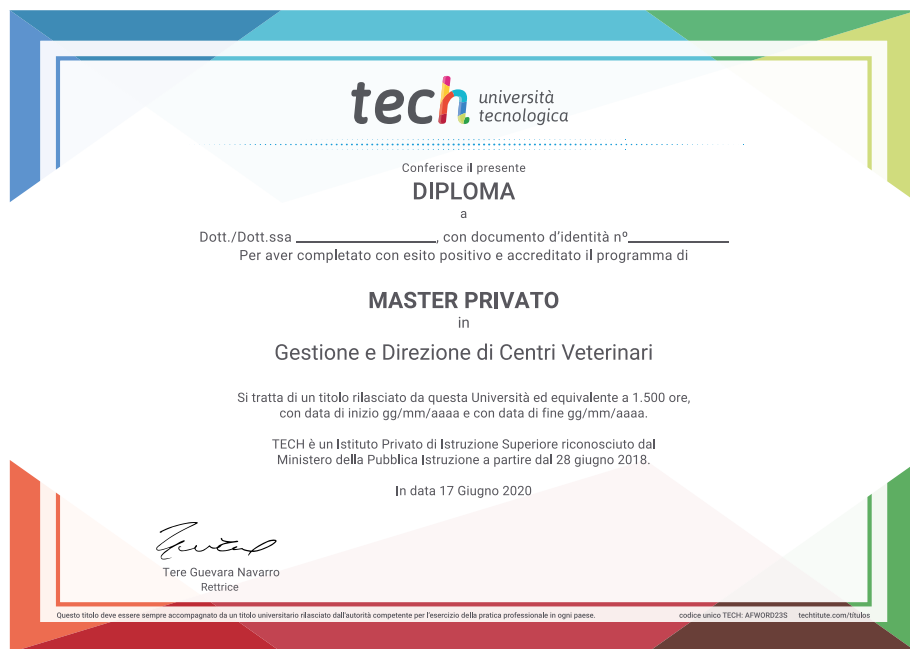 tech università
tecnologica
Conferisce il presente
DIPLOMA
a
Dott./Dott.ssa ____________, con documento d'identità nº____________
Per aver completato con esito positivo e accreditato il programma di
MASTER PRIVATO
in
Gestione e Direzione di Centri Veterinari
Si tratta di un titolo rilasciato da questa Università ed equivalente a 1.500 ore,
con data di inizio gg/mm/aaaa e con data di fine gg/mm/aaaa.
TECH è un Istituto Privato di Istruzione Superiore riconosciuto dal
Ministero della Pubblica Istruzione a partire dal 28 giugno 2018.
In data 17 Giugno 2020
Tere Guevara Navarro
Rettrice
Questo titolo deve essere sempre accompagnato da un titolo universitario rilasciato dall'autorità competente per l'esercizio della pratica professionale in ogni paese. codice unico TECH: AFWORD23S techtitute.com/titulos